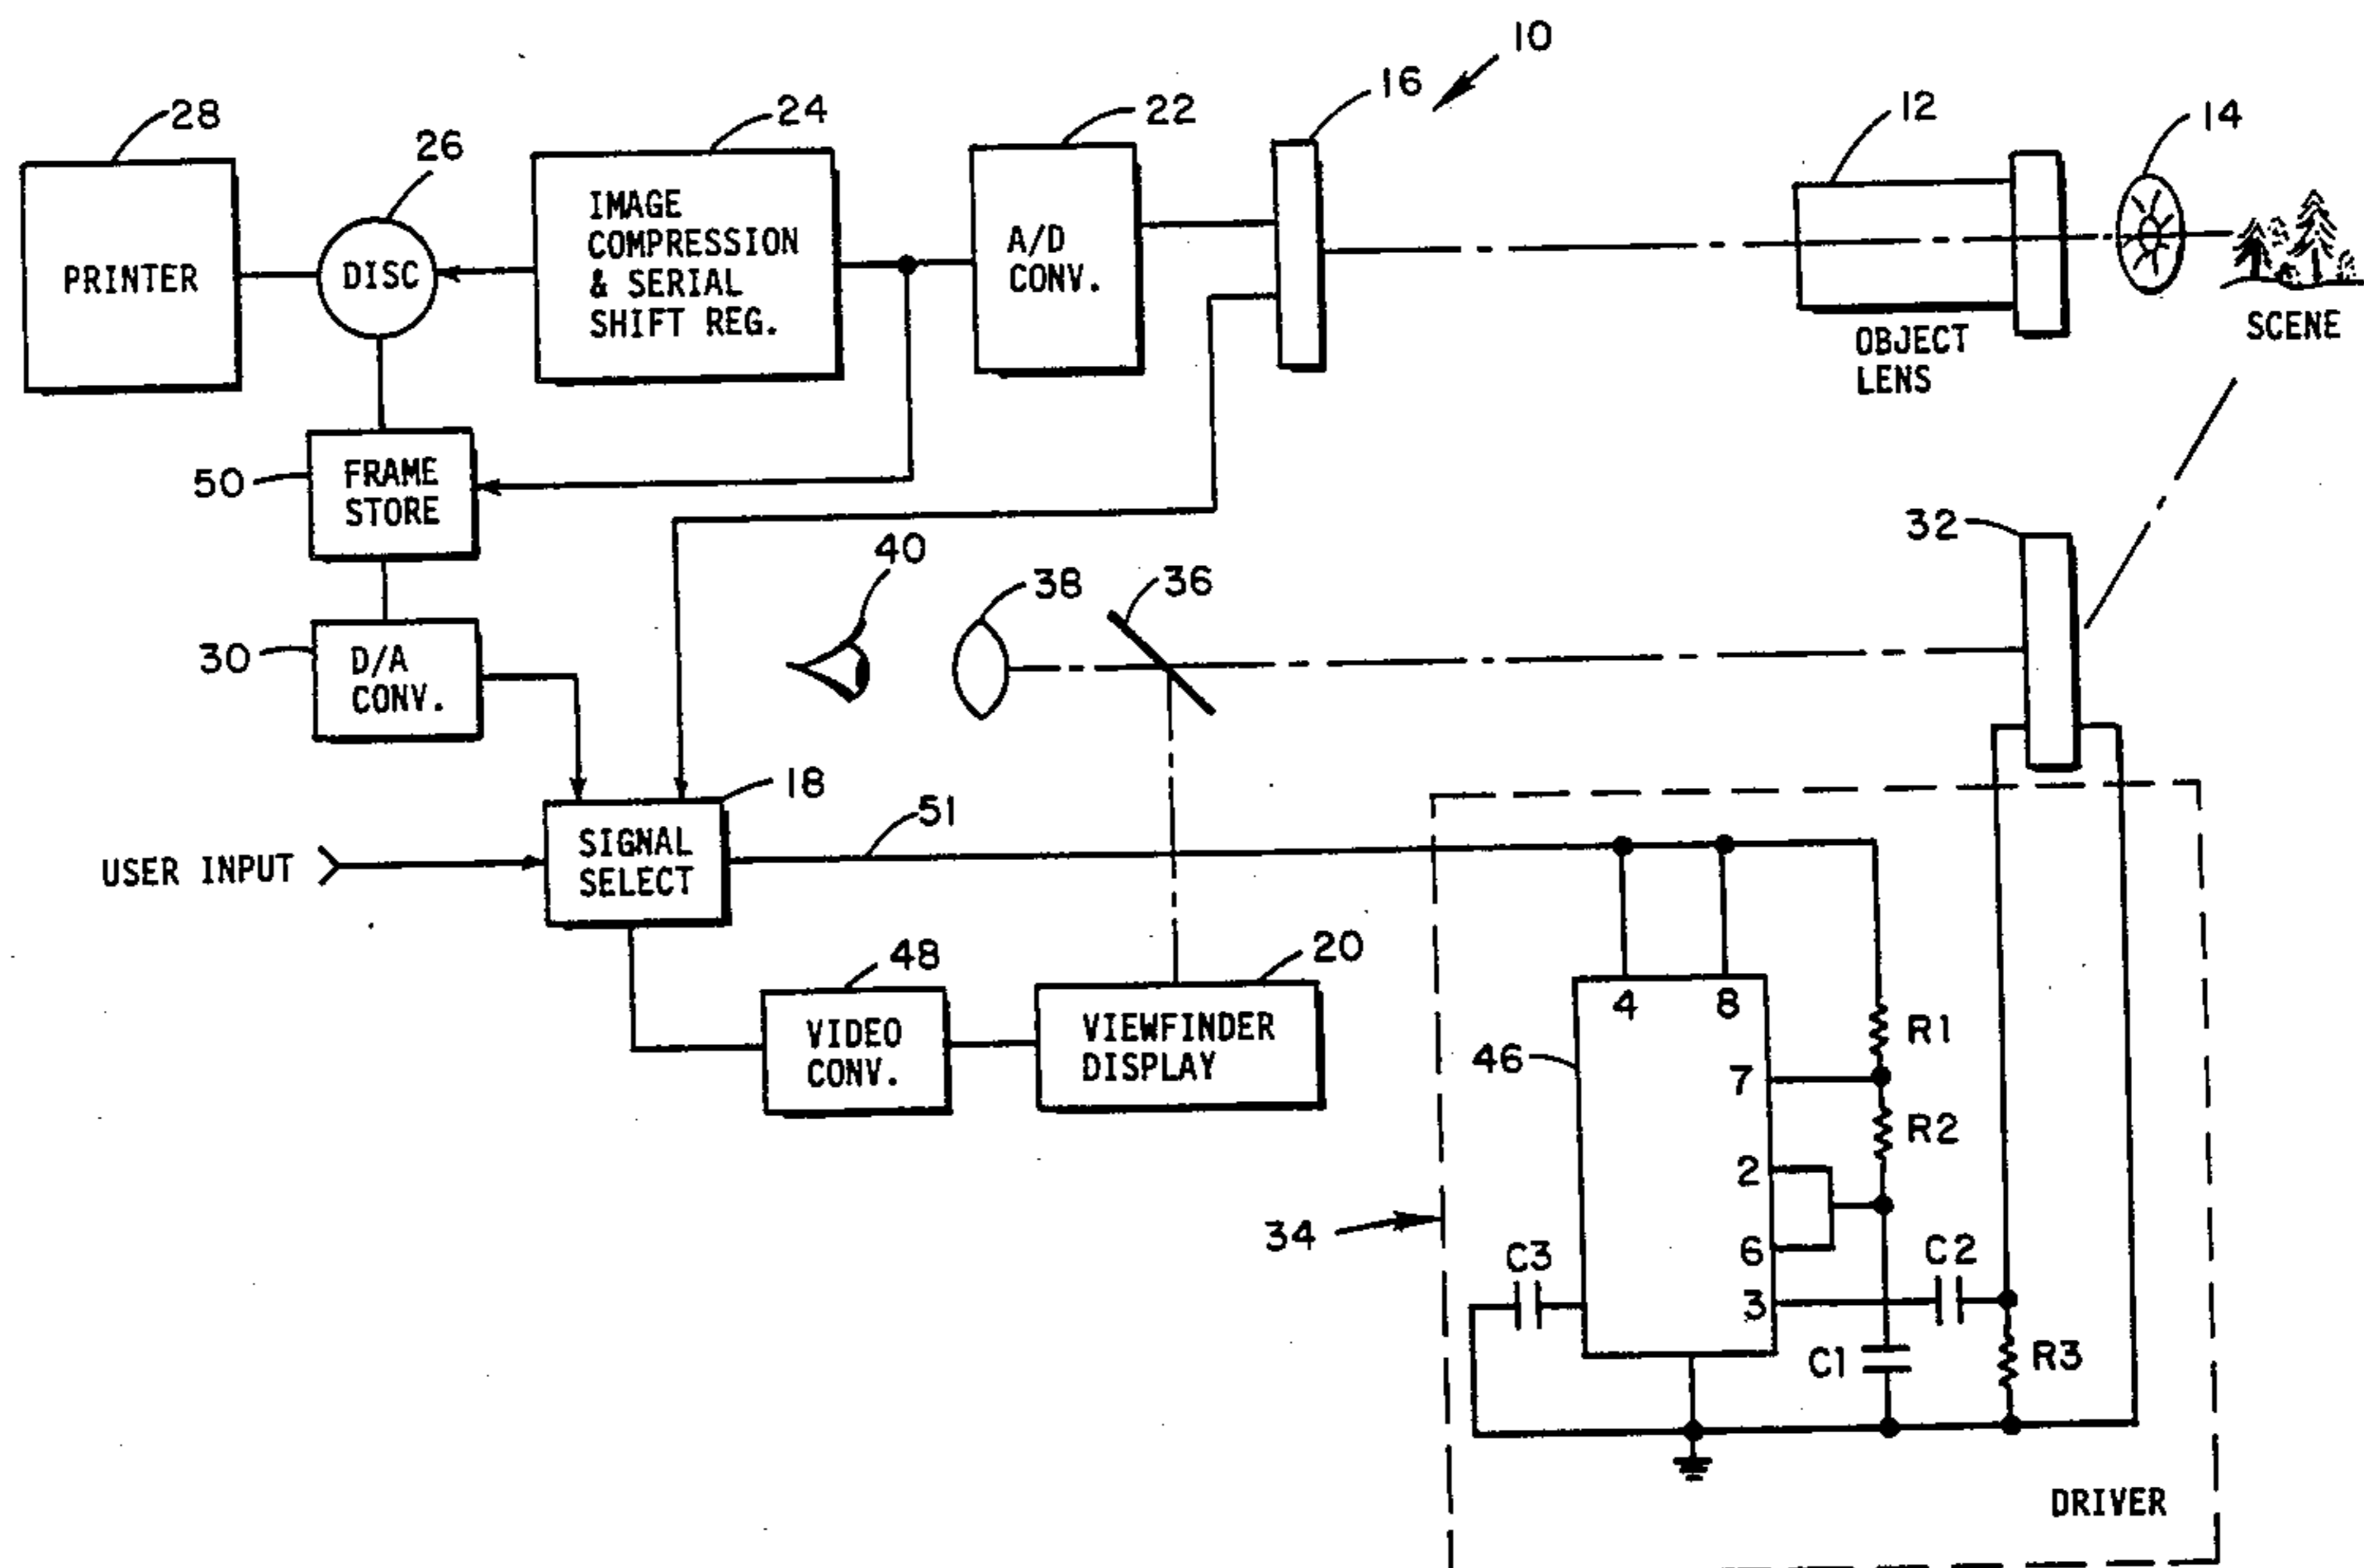 10
16
28
26
24
22
12
14
PRINTER
DISC
IMAGE
COMPRESSION
& SERIAL
SHIFT REG.
A/D
CONV.
OBJECT
LENS
SCENE
50
FRAME
STORE
32
40
38
36
30
D/A
CONV.
18
51
USER INPUT
SIGNAL
SELECT
48
20
VIDEO
CONV.
VIEWFINDER
DISPLAY
46
4
8
R1
7
R2
2
6
3
34
C3
C2
C1
R3
DRIVER